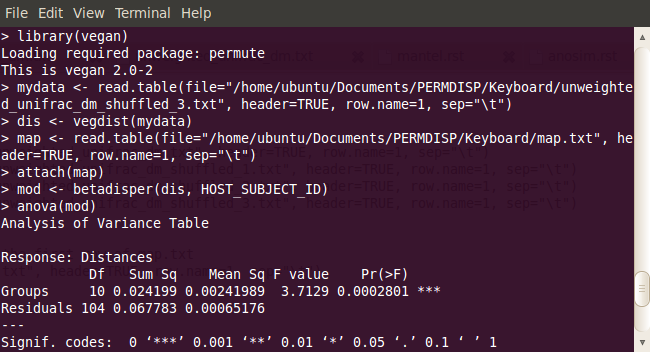 File Edit View Terminal Help
> library(vegan)
Loading required package: permute
This is vegan 2.0-2
> mydata <- read.table(file="/home/ubuntu/Documents/PERMDISP/Keyboard/unweighte
d_unifrac_dm_shuffled_3.txt", header=TRUE, row.name=1, sep="\t")
> dis <- vegdist(mydata)
> map <- read.table(file="/home/ubuntu/Documents/PERMDISP/Keyboard/map.txt", he
ader=TRUE, row.name=1, sep="\t")
> attach(map)
> mod <- betadisper(dis, HOST_SUBJECT_ID)
> anova(mod)
Analysis of Variance Table
Response: Distances
Df Sum Sq Mean Sq F value Pr(>F)
Groups 10 0.024199 0.00241989 3.7129 0.0002801 ***
Residuals 104 0.067783 0.00065176
---
Signif. codes: 0 ‘***’ 0.001 ‘**’ 0.01 ‘*’ 0.05 ‘.’ 0.1 ‘ ’ 1